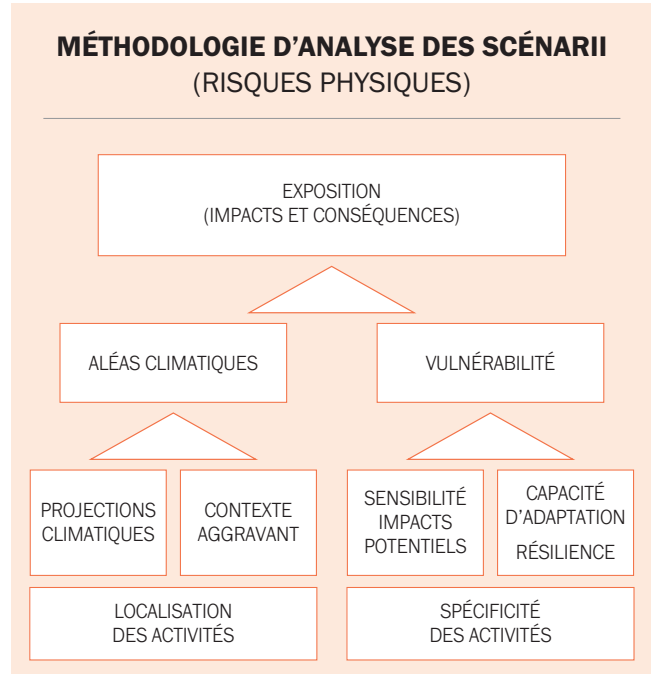 MÉTHODOLOGIE D’ANALYSE DES SCÉNARII
(RISQUES PHYSIQUES)
EXPOSITION
(IMPACTS ET CONSÉQUENCES)
ALÉAS CLIMATIQUES
VULNÉRABILITÉ
PROJECTIONS
CLIMATIQUES
CONTEXTE
AGGRAVANT
SENSIBILITÉ
IMPACTS
POTENTIELS
CAPACITÉ
D’ADAPTATION
RÉSILIENCE
LOCALISATION
DES ACTIVITÉS
SPÉCIFICITÉ
DES ACTIVITÉS